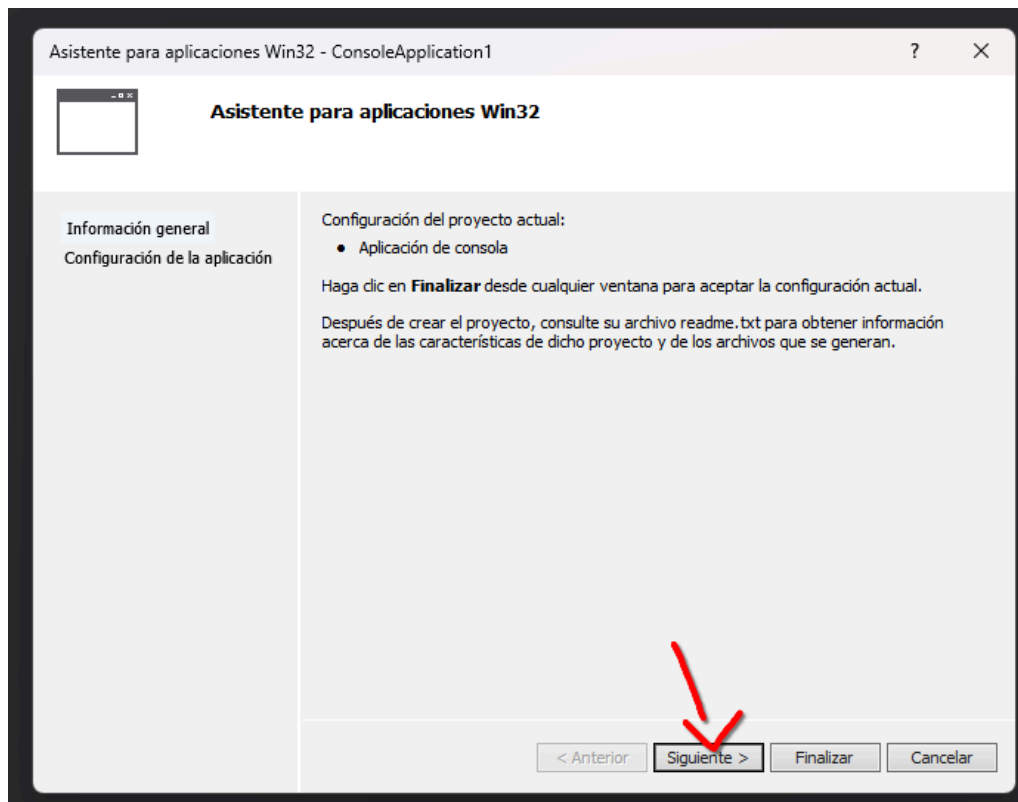 Asistente para aplicaciones Win32 - ConsoleApplication1
Asistente para aplicaciones Win32
Información general
Configuración de la aplicación
Configuración del proyecto actual:
• Aplicación de consola
Haga clic en Finalizar desde cualquier ventana para aceptar la configuración actual.
Después de crear el proyecto, consulte su archivo readme.txt para obtener información
acerca de las características de dicho proyecto y de los archivos que se generan.
< Anterior Siguiente > Finalizar Cancelar